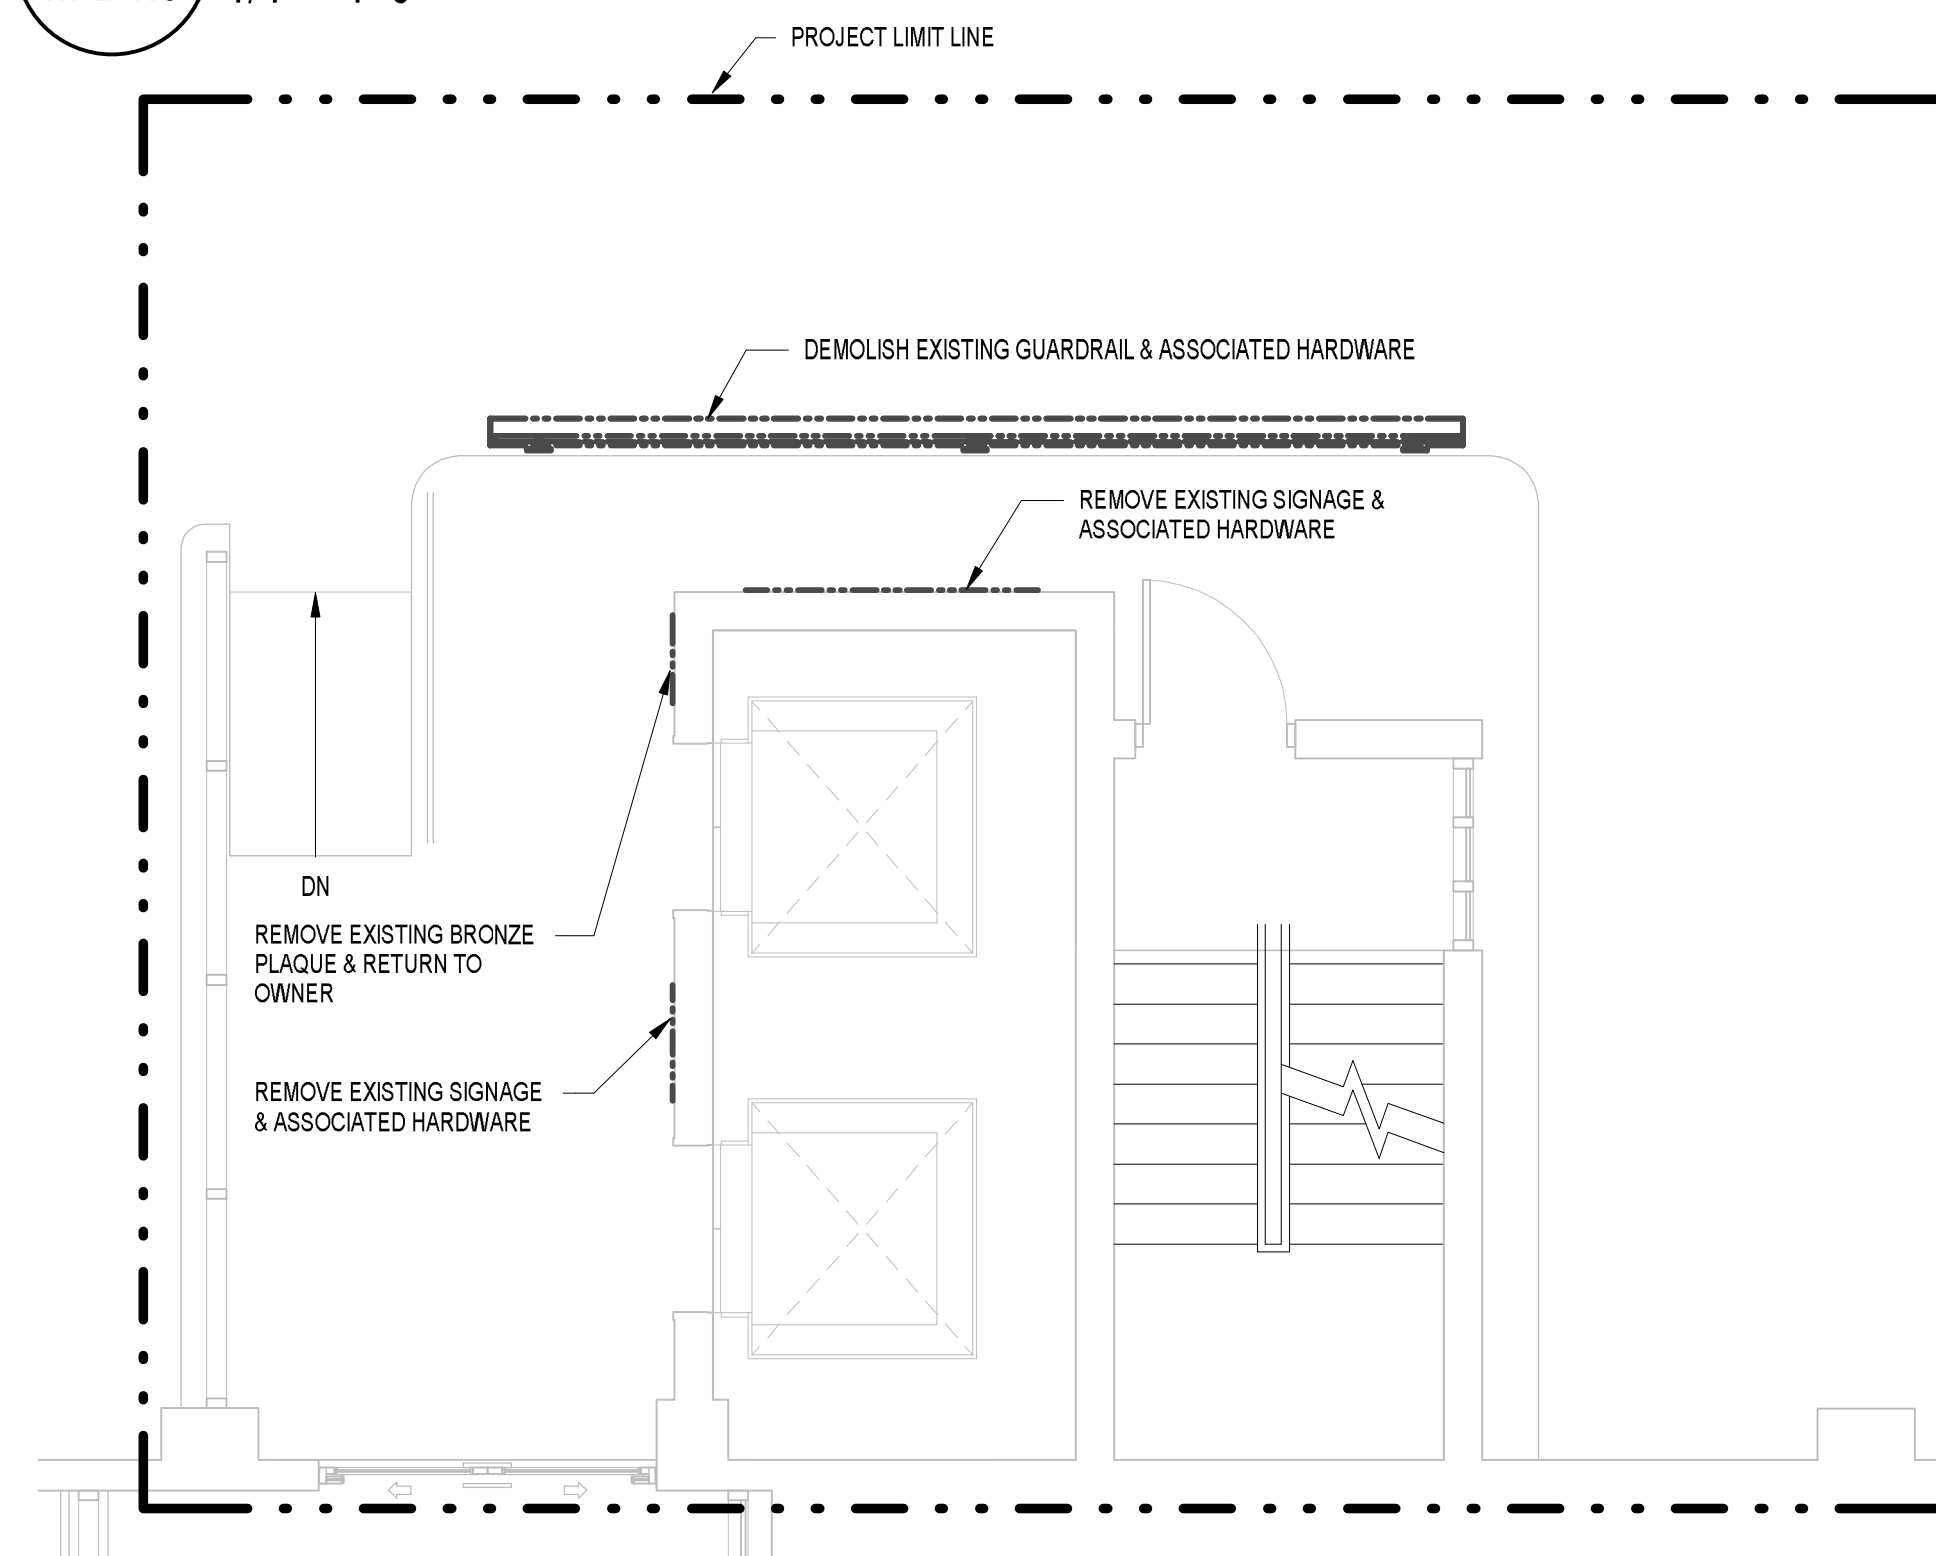 PROJECT LIMIT LINE
DEMOLISH EXISTING GUARDRAIL & ASSOCIATED HARDWARE
REMOVE EXISTING SIGNAGE &
ASSOCIATED HARDWARE
DN
REMOVE EXISTING BRONZE
PLAQUE & RETURN TO
OWNER
REMOVE EXISTING SIGNAGE
& ASSOCIATED HARDWARE